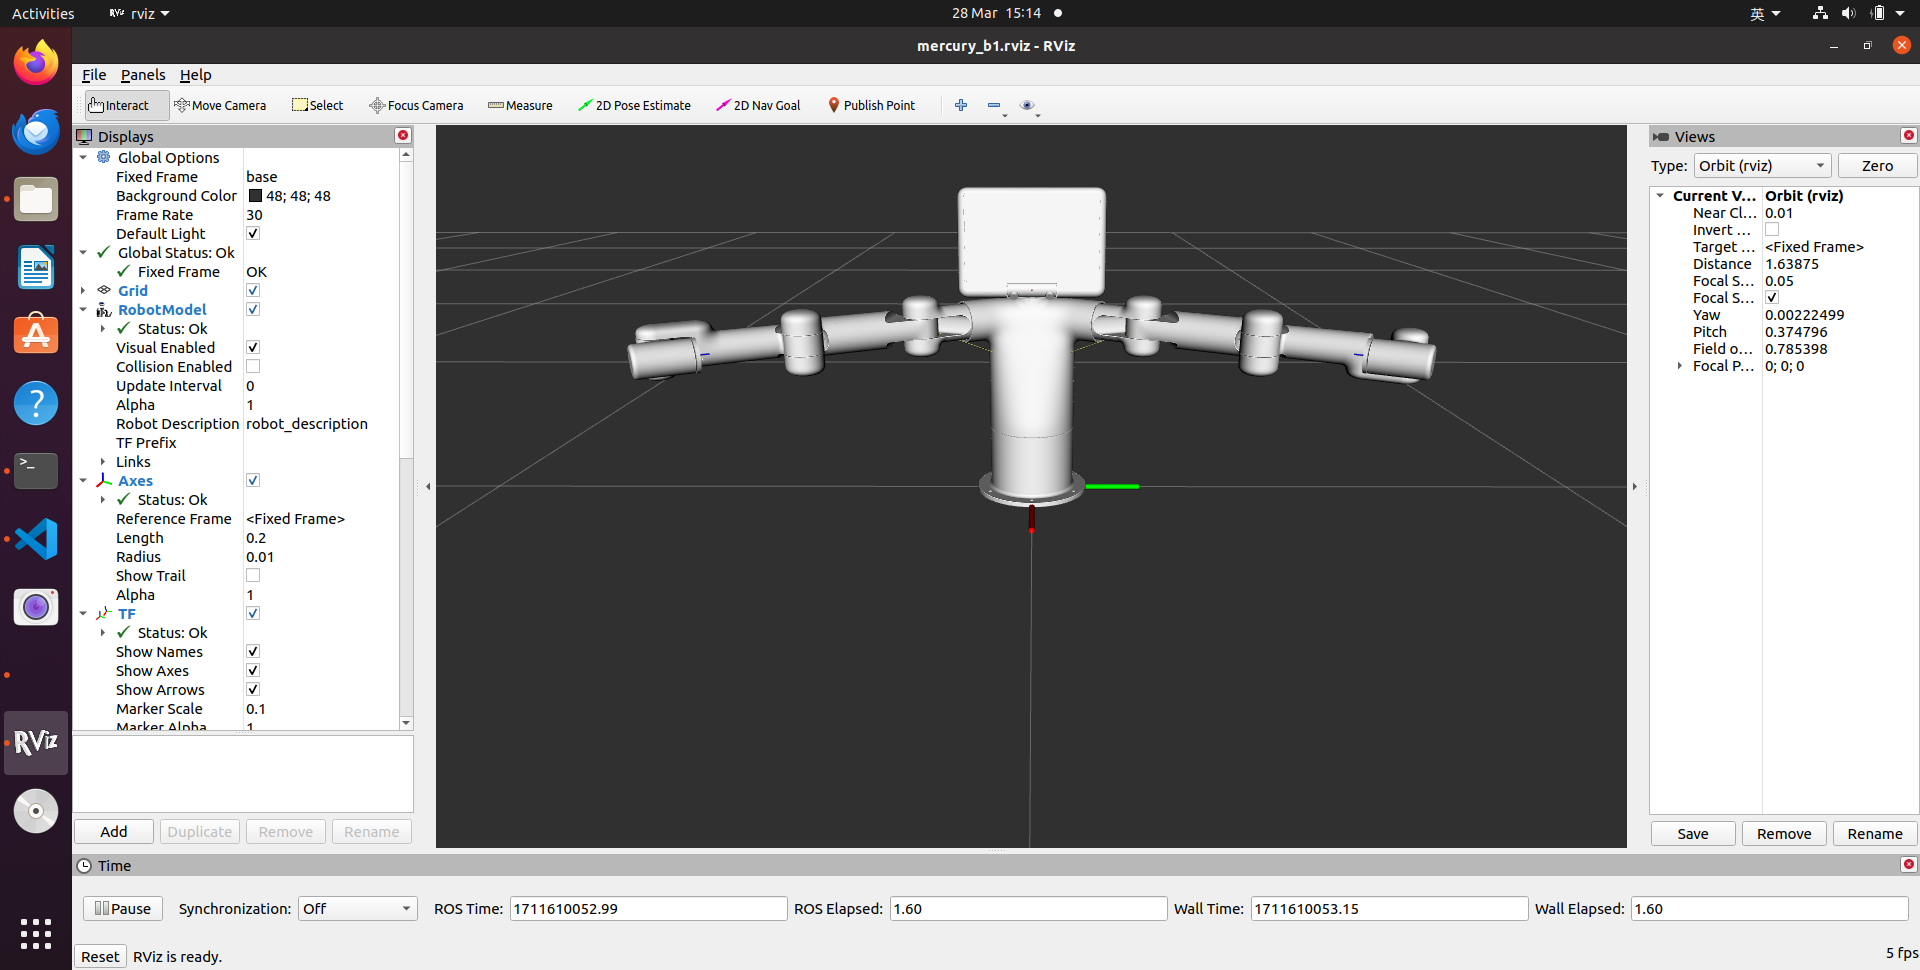 Activities RViz rviz 28 Mar 15:14 英
mercury_b1.rviz - RViz
File Panels Help
Interact Move Camera Select Focus Camera Measure 2D Pose Estimate 2D Nav Goal Publish Point
Displays
Global Options
Fixed Frame base
Background Color 48; 48; 48
Frame Rate 30
Default Light
Global Status: Ok
Fixed Frame OK
Grid
RobotModel
Status: Ok
Visual Enabled
Collision Enabled
Update Interval 0
Alpha 1
Robot Description robot_description
TF Prefix
Links
Axes
Status: Ok
Reference Frame <Fixed Frame>
Length 0.2
Radius 0.01
Show Trail
Alpha 1
TF
Status: Ok
Show Names
Show Axes
Show Arrows
Marker Scale 0.1
Marker Alpha 1
Add Duplicate Remove Rename
Views
Type: Orbit (rviz) Zero
Current V... Orbit (rviz)
Near Cl... 0.01
Invert ...
Target ... <Fixed Frame>
Distance 1.63875
Focal S... 0.05
Focal S...
Yaw 0.00222499
Pitch 0.374796
Field o... 0.785398
Focal P... 0; 0; 0
Save Remove Rename
RViz
Time
Pause Synchronization: Off ROS Time: 1711610052.99 ROS Elapsed: 1.60 Wall Time: 1711610053.15 Wall Elapsed: 1.60
Reset RViz is ready. 5 fps